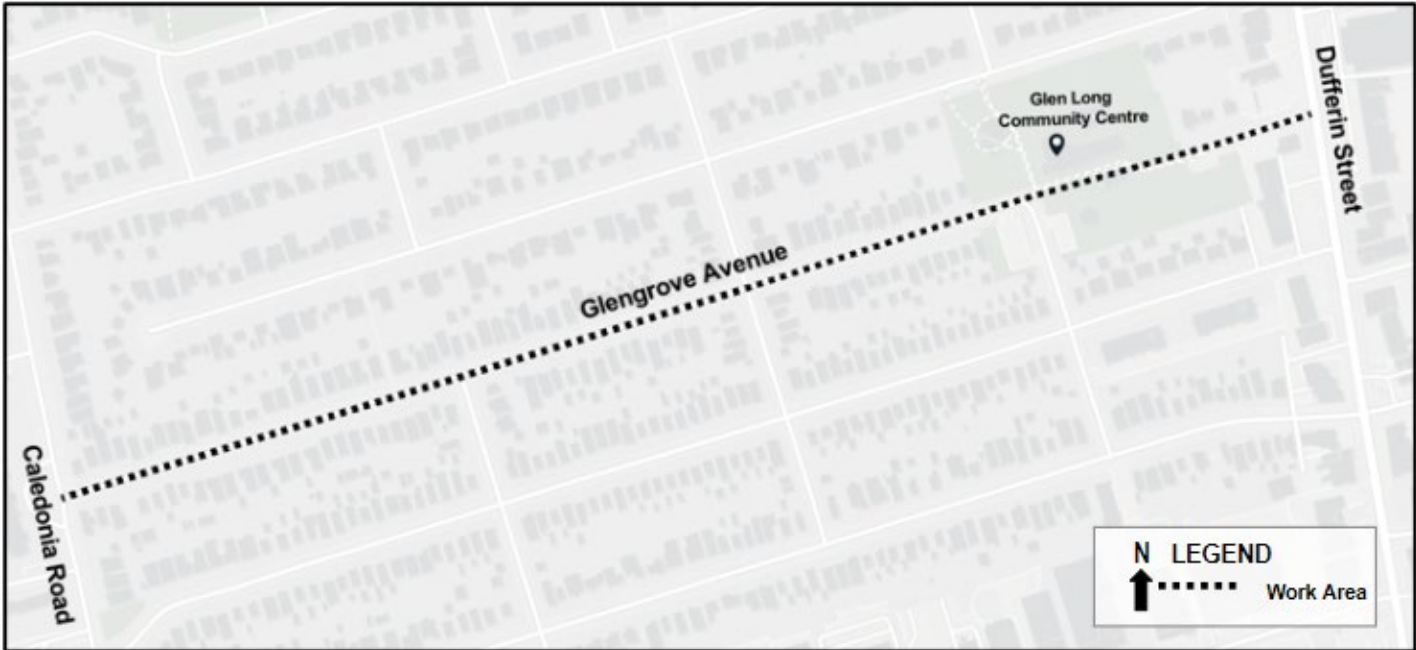 Glen Long
Community Centre
Dufferin Street
Glengrove Avenue
Caledonia Road
N LEGEND
Work Area